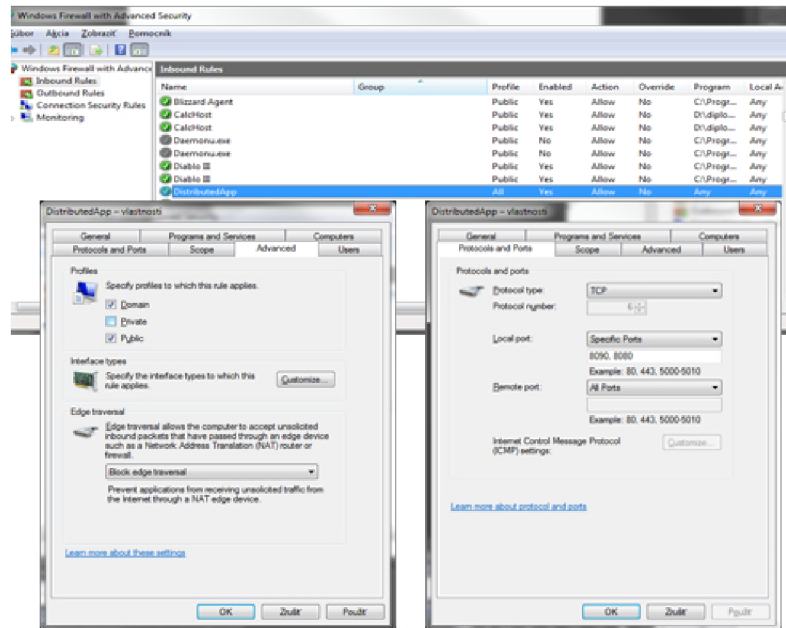 Windows Firewall with Advanced Security
Súbor Akcia Zobraziť Pomocník
Windows Firewall with Advance
Inbound Rules
Outbound Rules
Connection Security Rules
Monitoring
Inbound Rules
Name Group Profile Enabled Action Override Program Local A
Blizzard Agent Public Yes Allow No C:\Progr... Any
CalcHost Public Yes Allow No D:\diplo... Any
CalcHost Public Yes Allow No D:\diplo... Any
Daemonu.exe Public No Allow No C:\Progr... Any
Daemonu.exe Public No Allow No C:\Progr... Any
Diablo III Public Yes Allow No C:\Progr... Any
Diablo III Public Yes Allow No C:\Progr... Any
DistributedApp All Yes Allow No Any Any
DistributedApp – vlastnosti
General Programs and Services Computers
Protocols and Ports Scope Advanced Users
Profiles
Specify profiles to which this rule applies.
Domain
Private
Public
Interface types
Specify the interface types to which this
rule applies.
Customize...
Edge traversal
Edge traversal allows the computer to accept unsolicited
inbound packets that have passed through an edge device
such as a Network Address Translation (NAT) router or
firewall.
Block edge traversal
Prevent applications from receiving unsolicited traffic from
the Internet through a NAT edge device.
Learn more about these settings
OK Zrušiť Použiť
DistributedApp – vlastnosti
General Programs and Services Computers
Protocols and Ports Scope Advanced Users
Protocols and ports
Protocol type: TCP
Protocol number: 6
Local port: Specific Ports
8090, 8080
Example: 80, 443, 5000-5010
Remote port: All Ports
Example: 80, 443, 5000-5010
Internet Control Message Protocol
(ICMP) settings:
Customize...
Learn more about protocol and ports
OK Zrušiť Použiť